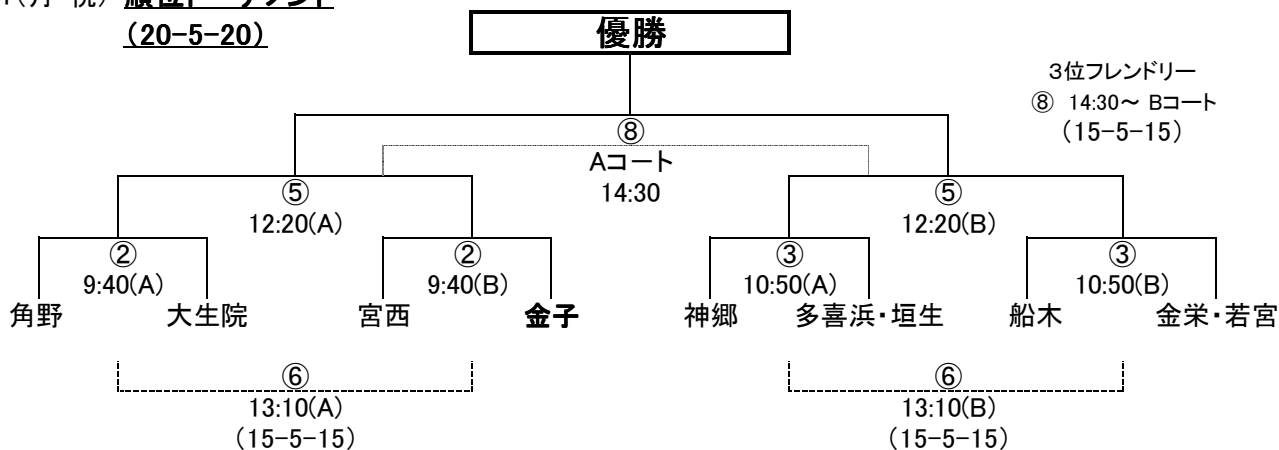 (20-5-20)
優勝
3位フレンドリー
⑧ 14:30～ Bコート
(15-5-15)
⑧
Aコート
14:30
⑤ ⑤
12:20(A) 12:20(B)
② ② ③ ③
9:40(A) 9:40(B) 10:50(A) 10:50(B)
角野 大生院 宮西 金子 神郷 多喜浜・垣生 船木 金栄・若宮
⑥ ⑥
13:10(A) 13:10(B)
(15-5-15) (15-5-15)